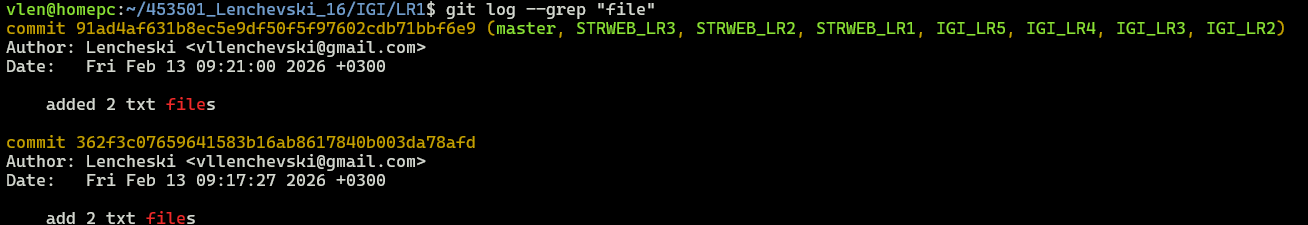 vlen@homepc:~/453501_Lenchevski_16/IGI/LR1$ git log --grep "file"
commit 91ad4af631b8ec5e9df50f5f97602cdb71bbf6e9 (master, STRWEB_LR3, STRWEB_LR2, STRWEB_LR1, IGI_LR5, IGI_LR4, IGI_LR3, IGI_LR2)
Author: Lencheski <vllenchevski@gmail.com>
Date:   Fri Feb 13 09:21:00 2026 +0300
    added 2 txt files
commit 362f3c07659641583b16ab8617840b003da78afd
Author: Lencheski <vllenchevski@gmail.com>
Date:   Fri Feb 13 09:17:27 2026 +0300
    add 2 txt files